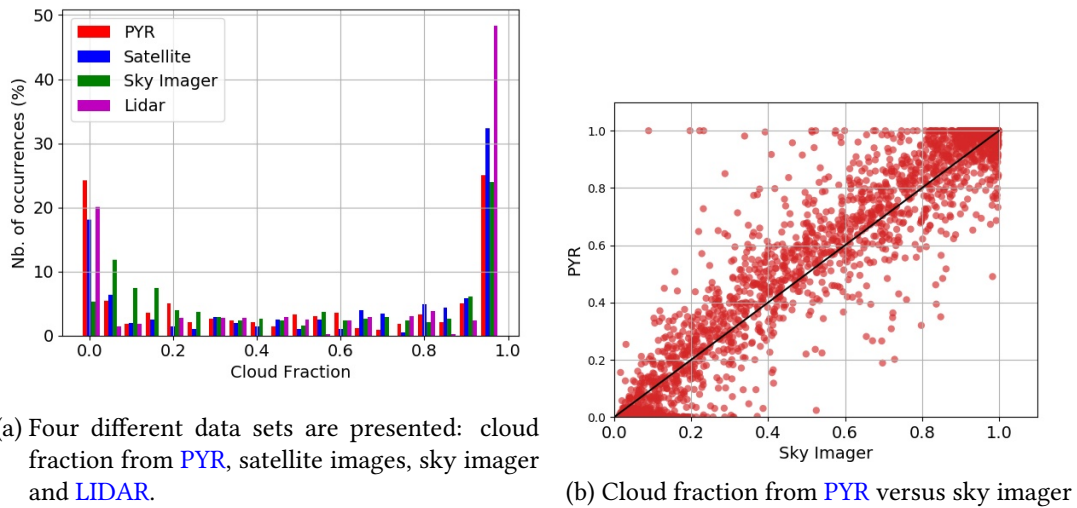 50
40
30
20
10
0
Nb. of occurrences (%)
PYR
Satellite
Sky Imager
Lidar
0.0 0.2 0.4 0.6 0.8 1.0
Cloud Fraction
(a) Four different data sets are presented: cloud
fraction from PYR, satellite images, sky imager
and LIDAR.
1.0
0.8
0.6
0.4
0.2
0.0
PYR
0.0 0.2 0.4 0.6 0.8 1.0
Sky Imager
(b) Cloud fraction from PYR versus sky imager